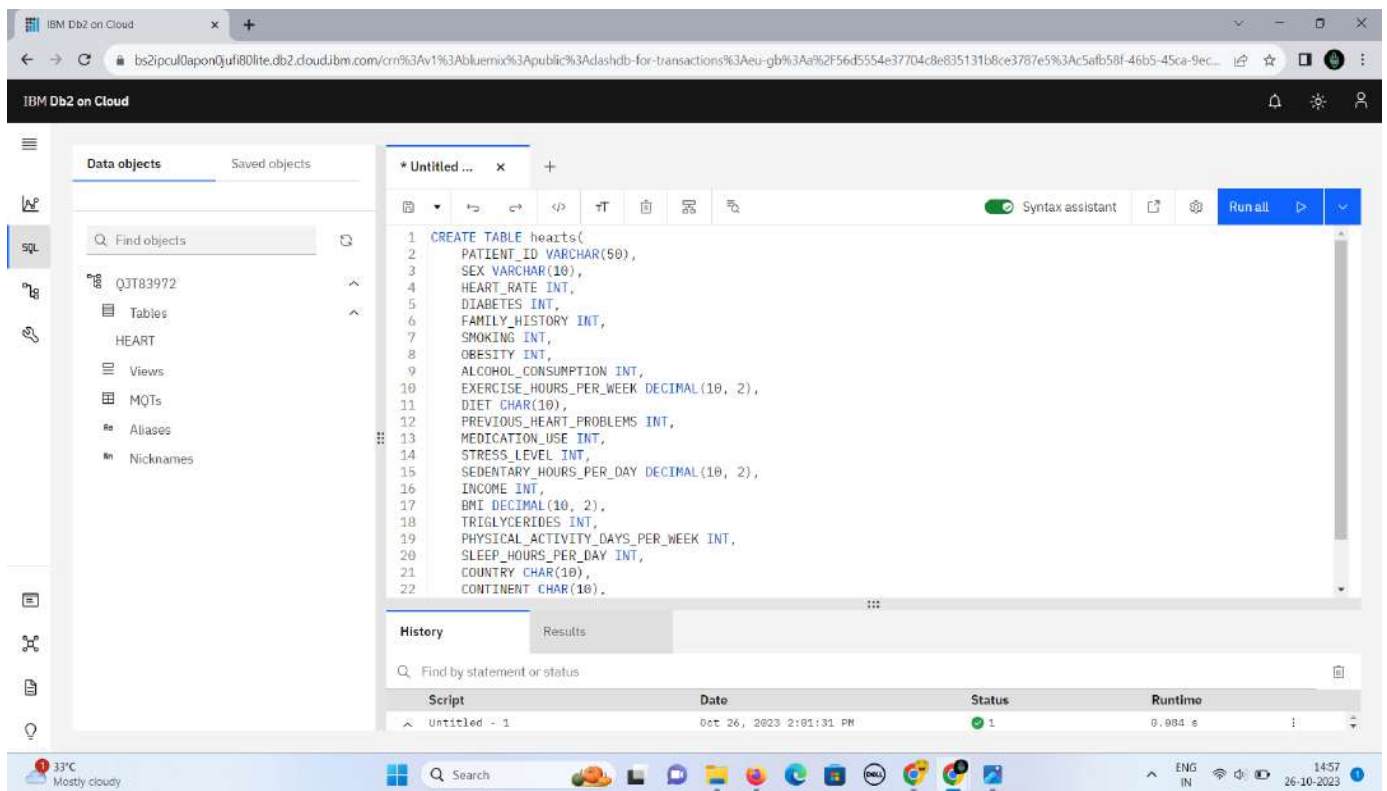 IBM Db2 on Cloud
bs2ipcul0apon0jufi80lite.db2.cloud.ibm.com/crn%3Av1%3Abluemix%3Apublic%3Adashdb-for-transactions%3Aeu-gb%3Aa%2F56d5554e37704c8e835131b8ce3787e5%3Ac5afb58f-46b5-45ca-9ec...
IBM Db2 on Cloud
Data objects Saved objects
* Untitled ...
Syntax assistant Run all
SQL
Find objects
QJT83972
Tables
HEART
Views
MQTs
Aliases
Nicknames
1 CREATE TABLE hearts(
2 PATIENT_ID VARCHAR(50),
3 SEX VARCHAR(10),
4 HEART_RATE INT,
5 DIABETES INT,
6 FAMILY_HISTORY INT,
7 SMOKING INT,
8 OBESITY INT,
9 ALCOHOL_CONSUMPTION INT,
10 EXERCISE_HOURS_PER_WEEK DECIMAL(10, 2),
11 DIET CHAR(10),
12 PREVIOUS_HEART_PROBLEMS INT,
13 MEDICATION_USE INT,
14 STRESS_LEVEL INT,
15 SEDENTARY_HOURS_PER_DAY DECIMAL(10, 2),
16 INCOME INT,
17 BMI DECIMAL(10, 2),
18 TRIGLYCERIDES INT,
19 PHYSICAL_ACTIVITY_DAYS_PER_WEEK INT,
20 SLEEP_HOURS_PER_DAY INT,
21 COUNTRY CHAR(10),
22 CONTINENT CHAR(10),
History Results
Find by statement or status
Script Date Status Runtime
Untitled - 1 Oct 26, 2023 2:01:31 PM 1 0.084 s
33°C
Mostly cloudy
Search
DELL
ENG
IN
14:57
26-10-2023